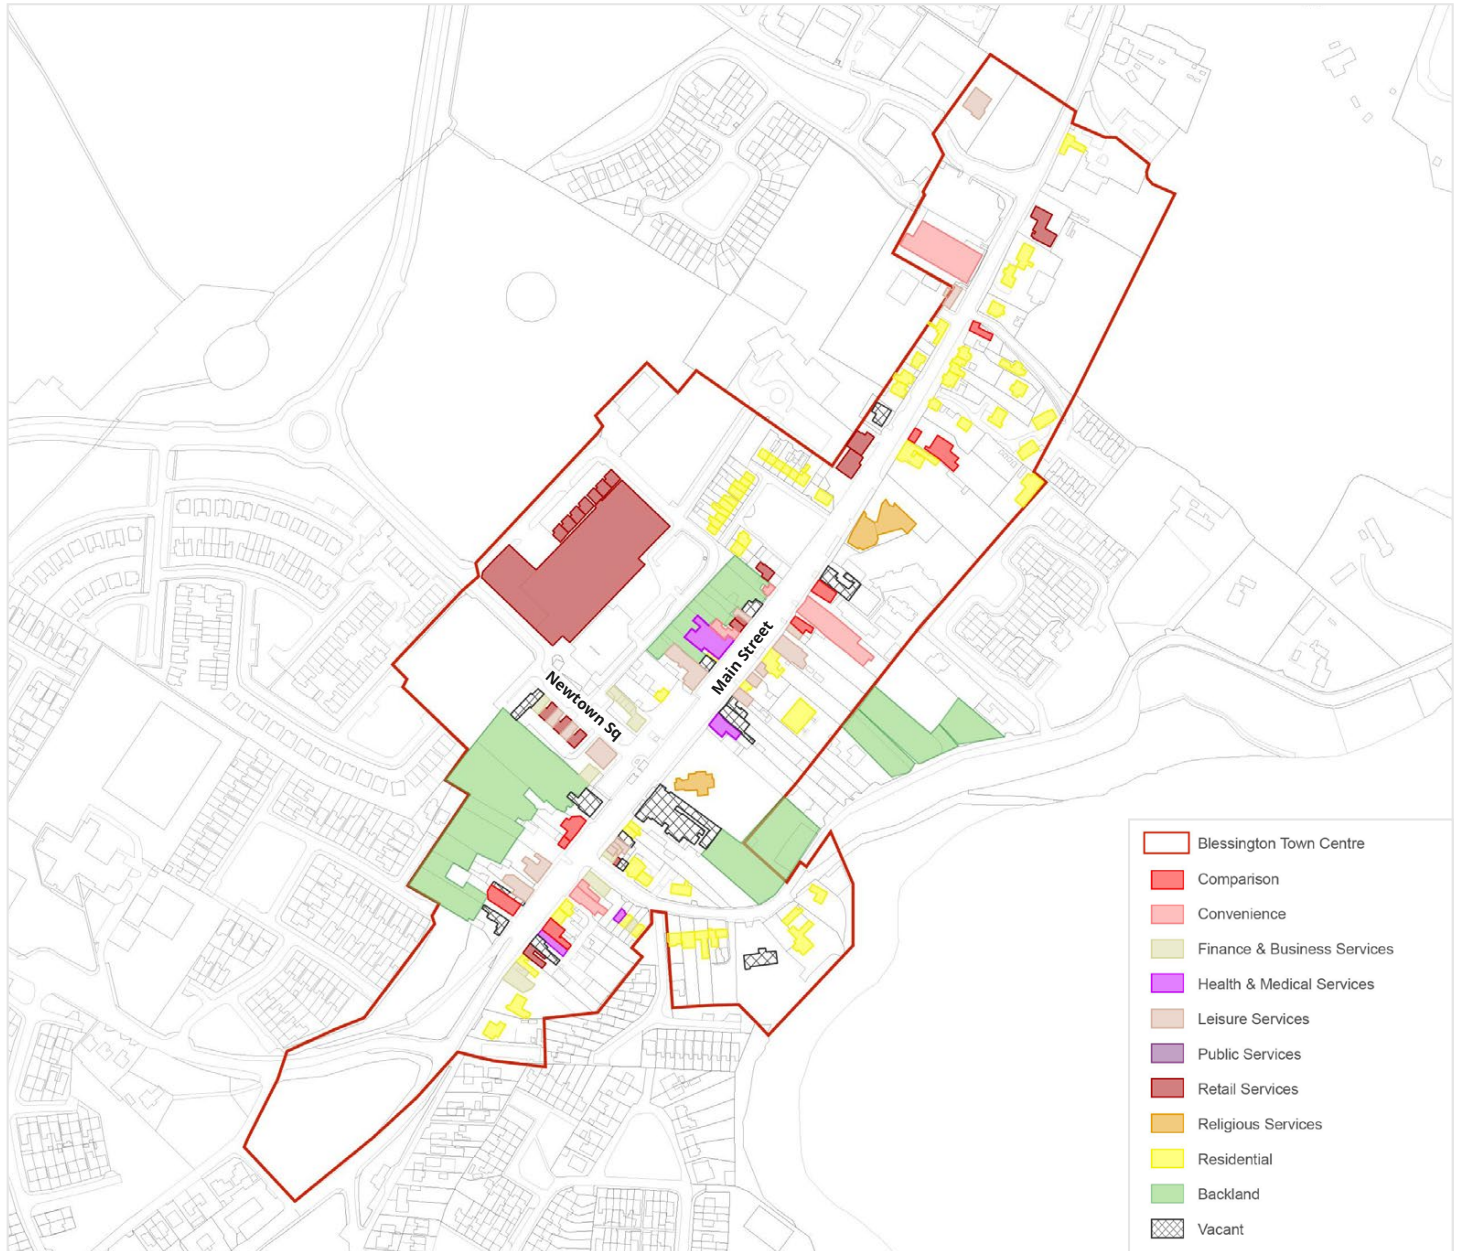 Main Street
Newtown Sq
Blessington Town Centre
Comparison
Convenience
Finance & Business Services
Health & Medical Services
Leisure Services
Public Services
Retail Services
Religious Services
Residential
Backland
Vacant